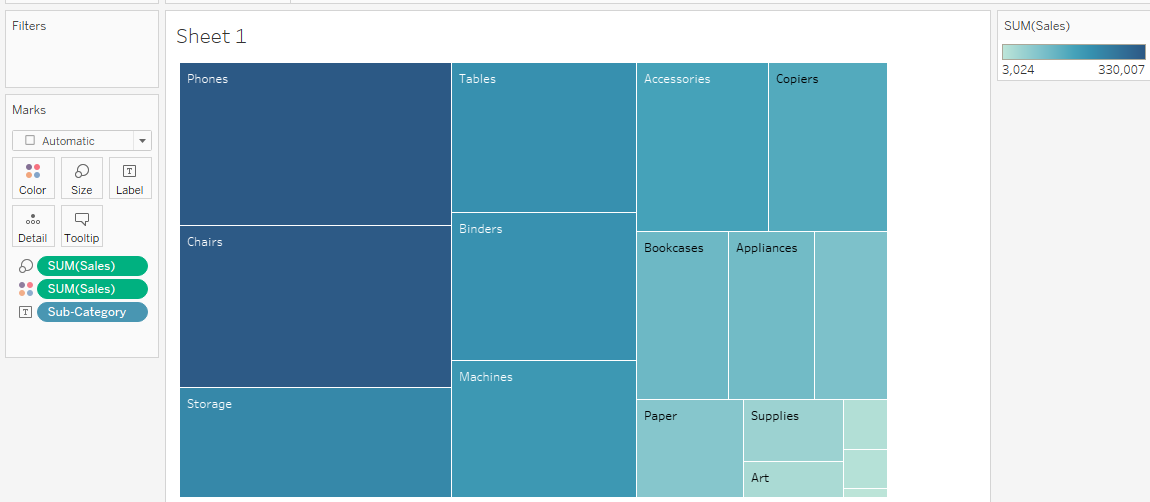 Filters
Marks
Automatic
Color
Size
Label
Detail
Tooltip
SUM(Sales)
SUM(Sales)
Sub-Category
Sheet 1
Phones
Chairs
Storage
Tables
Binders
Machines
Accessories
Copiers
Bookcases
Appliances
Paper
Supplies
Art
SUM(Sales)
3,024 330,007